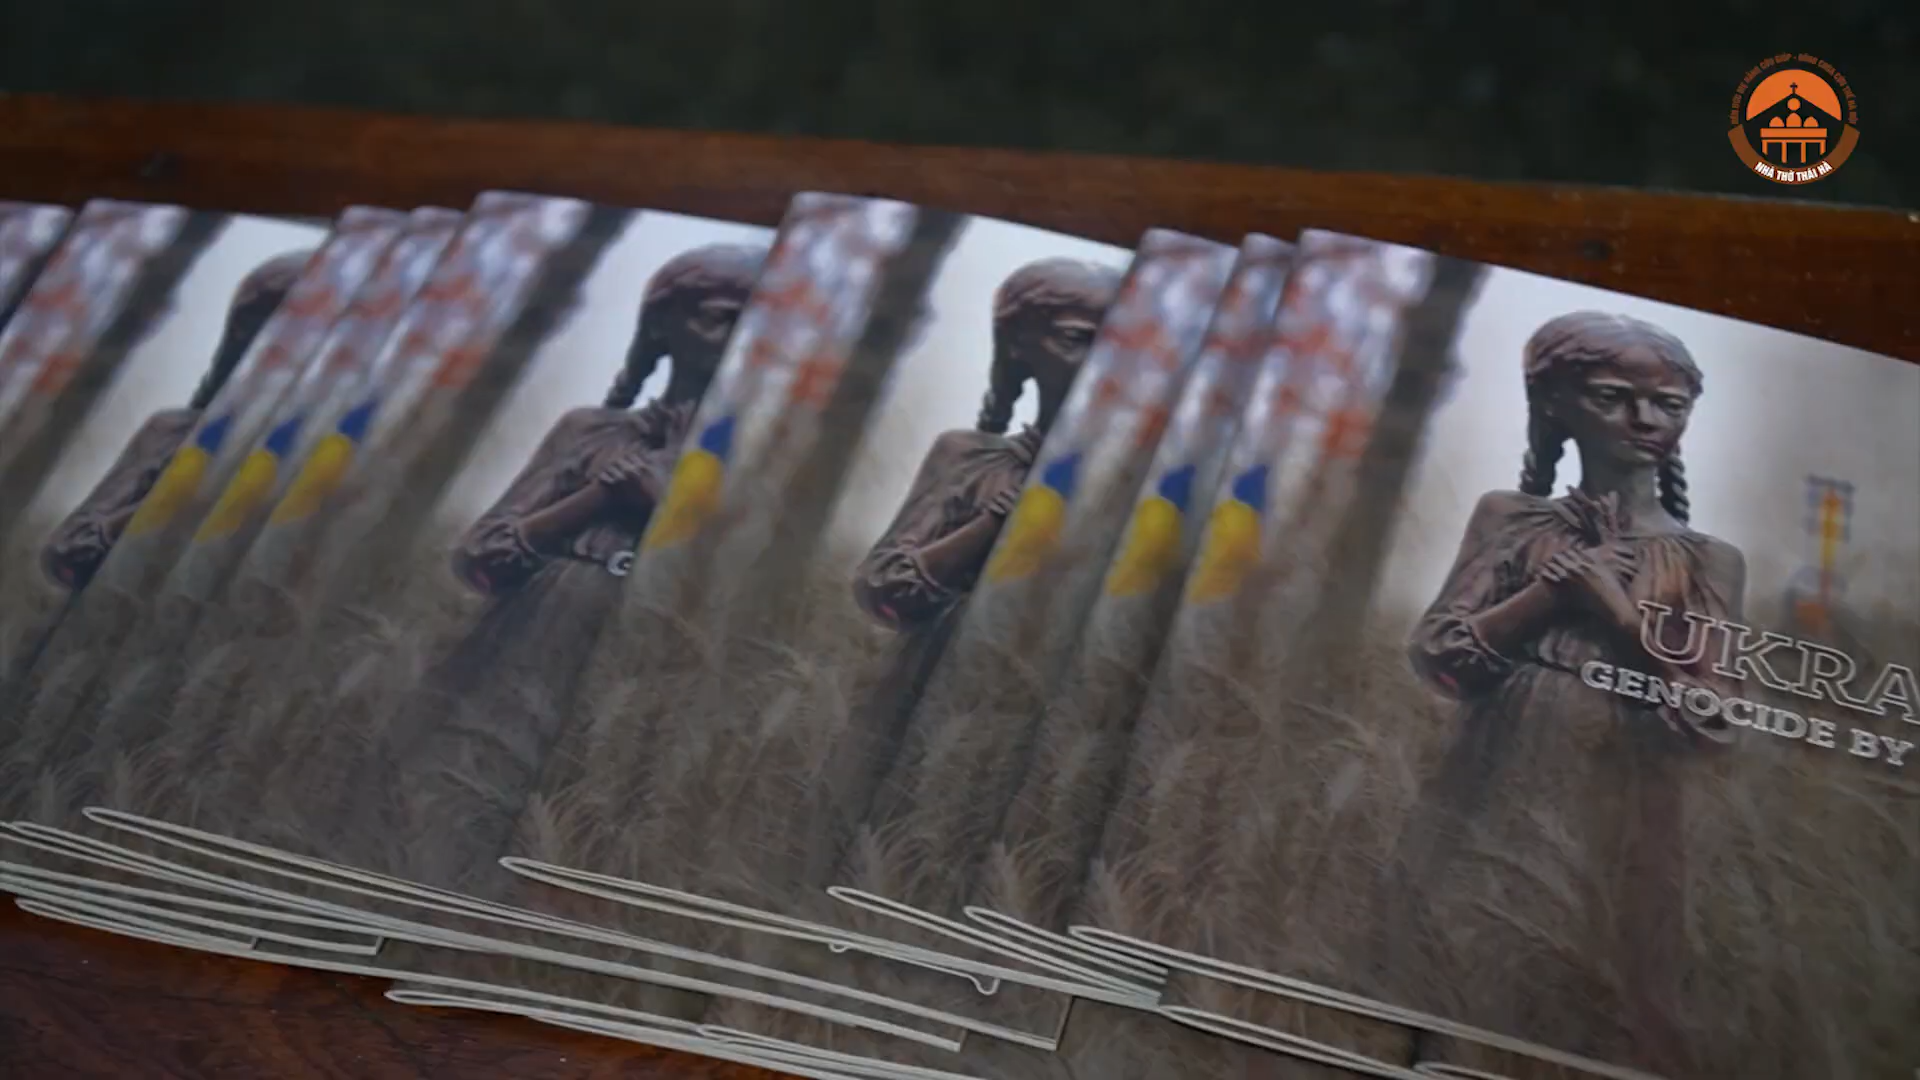 NHÀ THỜ THÁI HÀ
UKRA
GENOCIDE BY
G